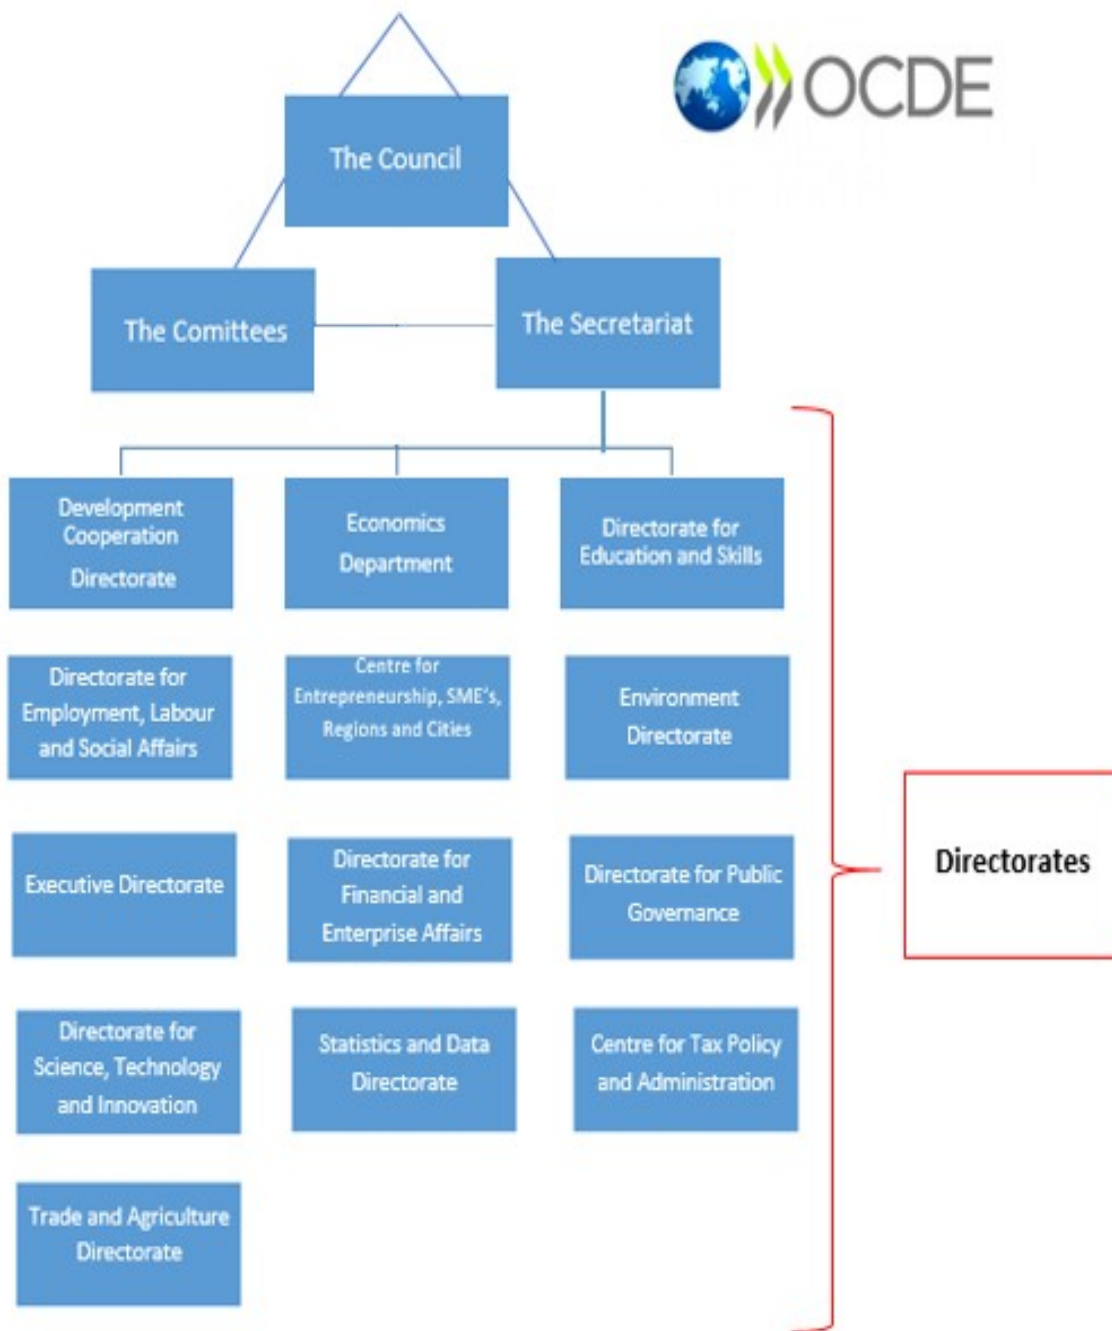 OCDE
The Council
The Comittees
The Secretariat
Development
Cooperation
Directorate
Economics
Department
Directorate for
Education and Skills
Directorate for
Employment, Labour
and Social Affairs
Centre for
Entrepreneurship, SME's,
Regions and Cities
Environment
Directorate
Executive Directorate
Directorate for
Financial and
Enterprise Affairs
Directorate for Public
Governance
Directorates
Directorate for
Science, Technology
and Innovation
Statistics and Data
Directorate
Centre for Tax Policy
and Administration
Trade and Agriculture
Directorate